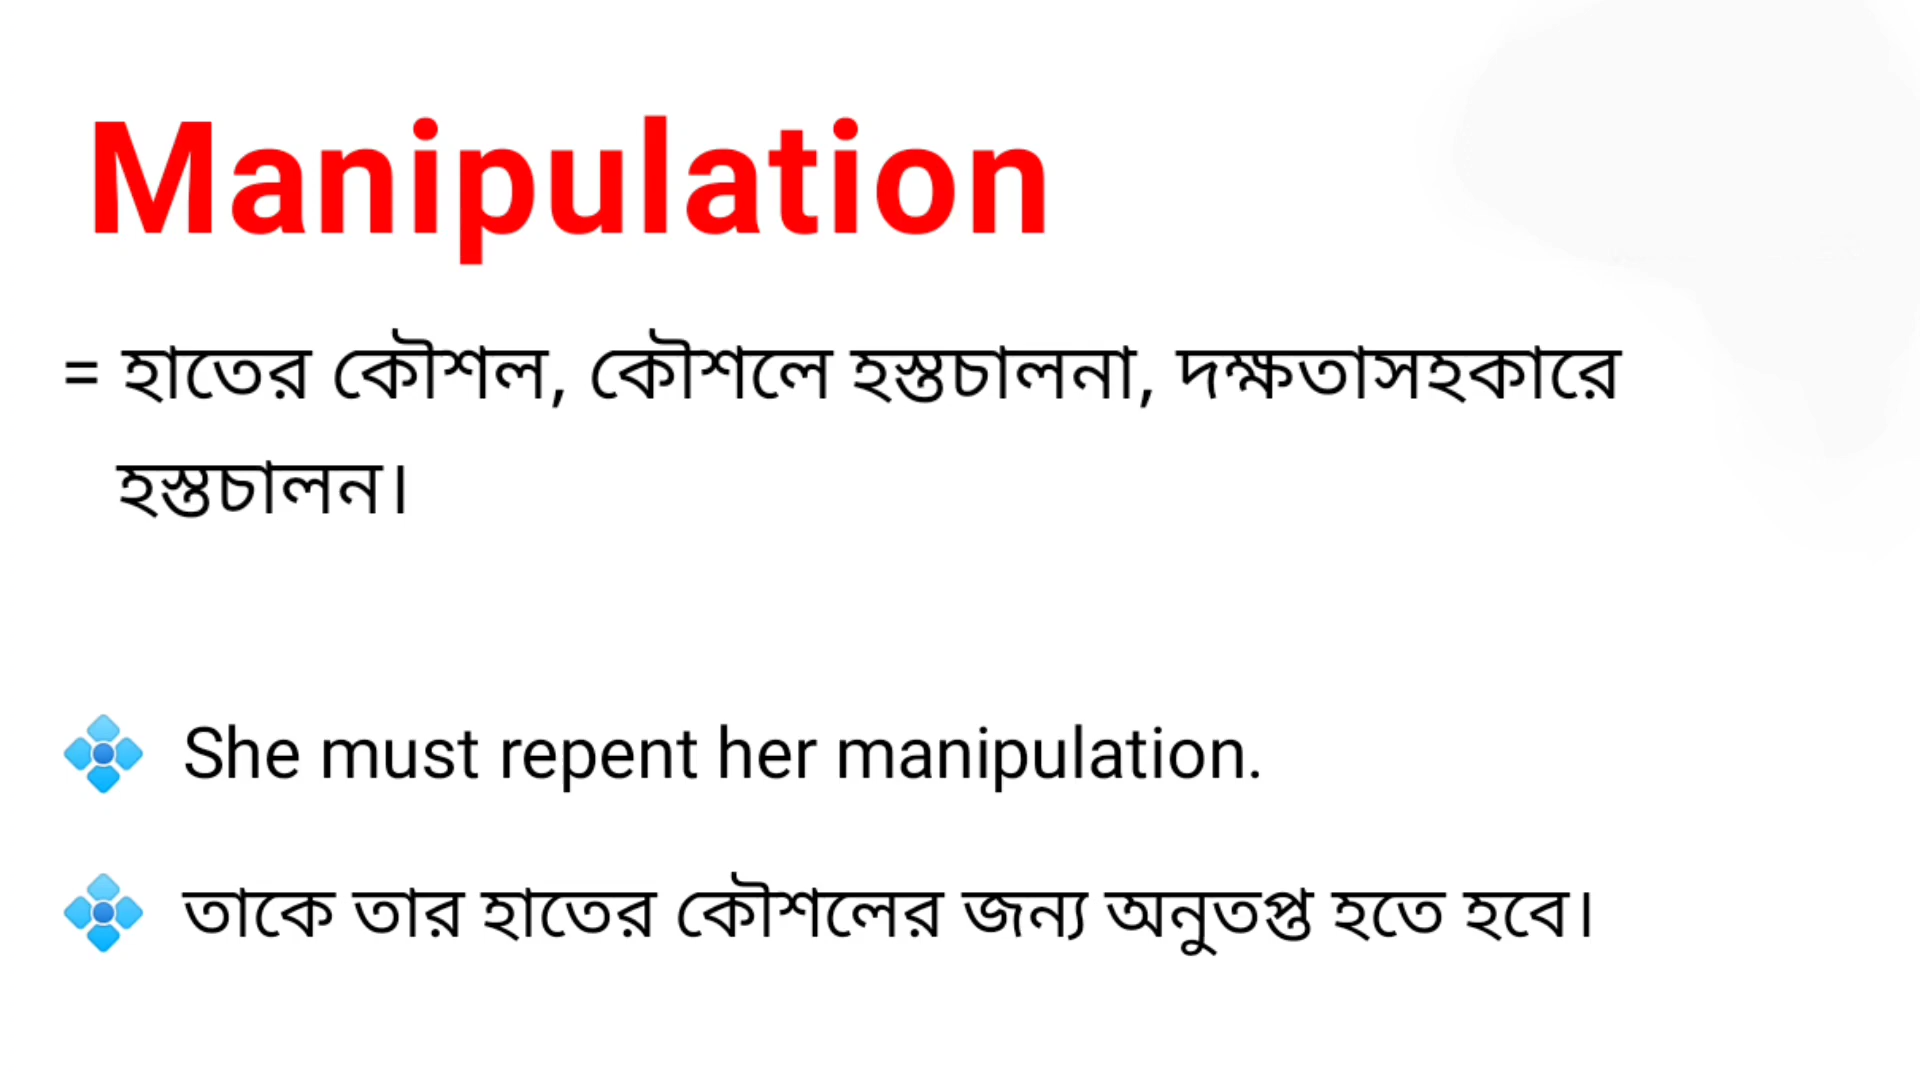 Manipulation
= হাতের কৌশল, কৌশলে হস্তচালনা, দক্ষতাসহকারে
হস্তচালন।
She must repent her manipulation.
তাকে তার হাতের কৌশলের জন্য অনুতপ্ত হতে হবে।